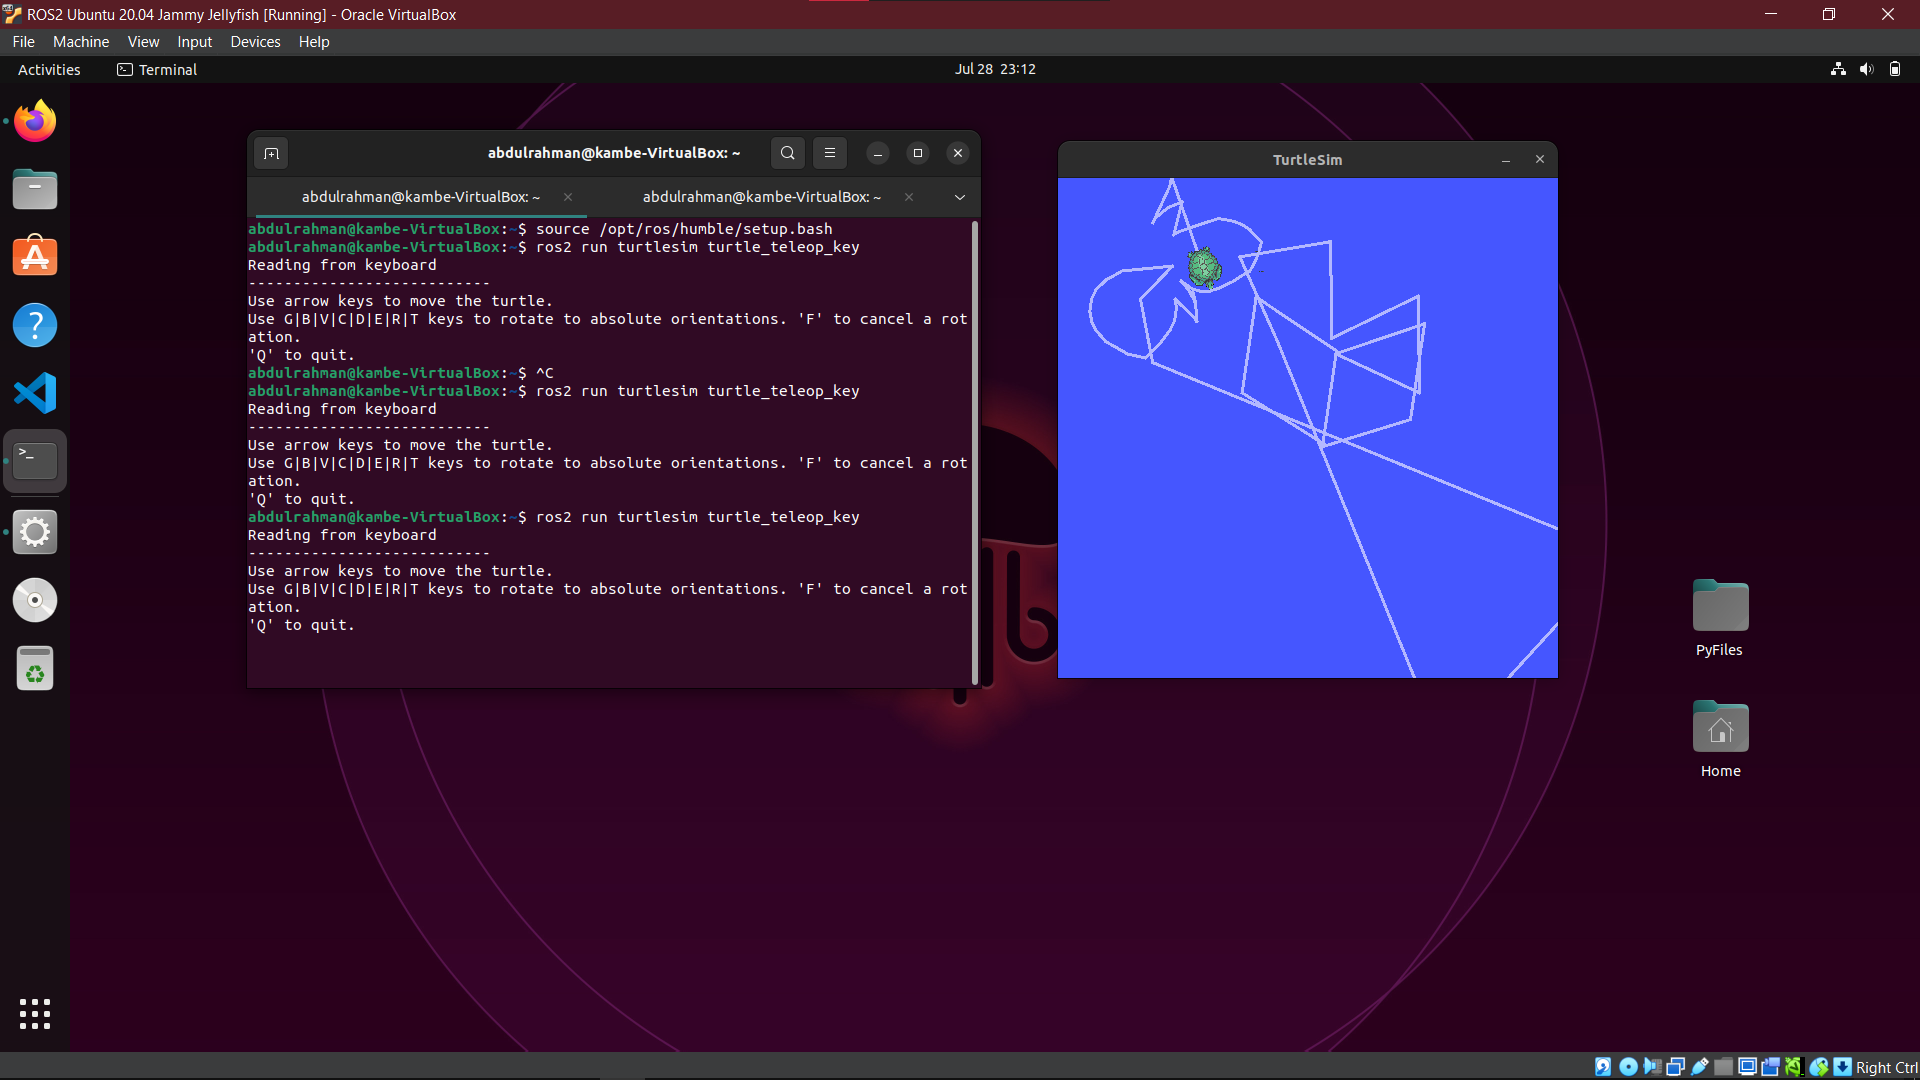 ROS2 Ubuntu 20.04 Jammy Jellyfish [Running] - Oracle VirtualBox
File Machine View Input Devices Help
Activities Terminal Jul 28 23:12
abdulrahman@kambe-VirtualBox: ~
abdulrahman@kambe-VirtualBox: ~ abdulrahman@kambe-VirtualBox: ~
abdulrahman@kambe-VirtualBox:~$ source /opt/ros/humble/setup.bash
abdulrahman@kambe-VirtualBox:~$ ros2 run turtlesim turtle_teleop_key
Reading from keyboard
---------------------------
Use arrow keys to move the turtle.
Use G|B|V|C|D|E|R|T keys to rotate to absolute orientations. 'F' to cancel a rot
ation.
'Q' to quit.
abdulrahman@kambe-VirtualBox:~$ ^C
abdulrahman@kambe-VirtualBox:~$ ros2 run turtlesim turtle_teleop_key
Reading from keyboard
---------------------------
Use arrow keys to move the turtle.
Use G|B|V|C|D|E|R|T keys to rotate to absolute orientations. 'F' to cancel a rot
ation.
'Q' to quit.
abdulrahman@kambe-VirtualBox:~$ ros2 run turtlesim turtle_teleop_key
Reading from keyboard
---------------------------
Use arrow keys to move the turtle.
Use G|B|V|C|D|E|R|T keys to rotate to absolute orientations. 'F' to cancel a rot
ation.
'Q' to quit.
TurtleSim
PyFiles
Home
Right Ctrl